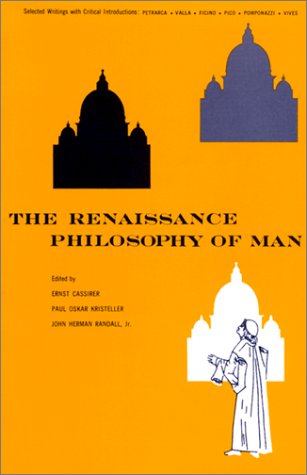 Selected Writings with Critical Introductions: PETRARCA • VALLA • FICINO • PICO • POMPONAZZI • VIVES
THE RENAISSANCE
PHILOSOPHY OF MAN
Edited by
ERNST CASSIRER
PAUL OSKAR KRISTELLER
JOHN HERMAN RANDALL, Jr.